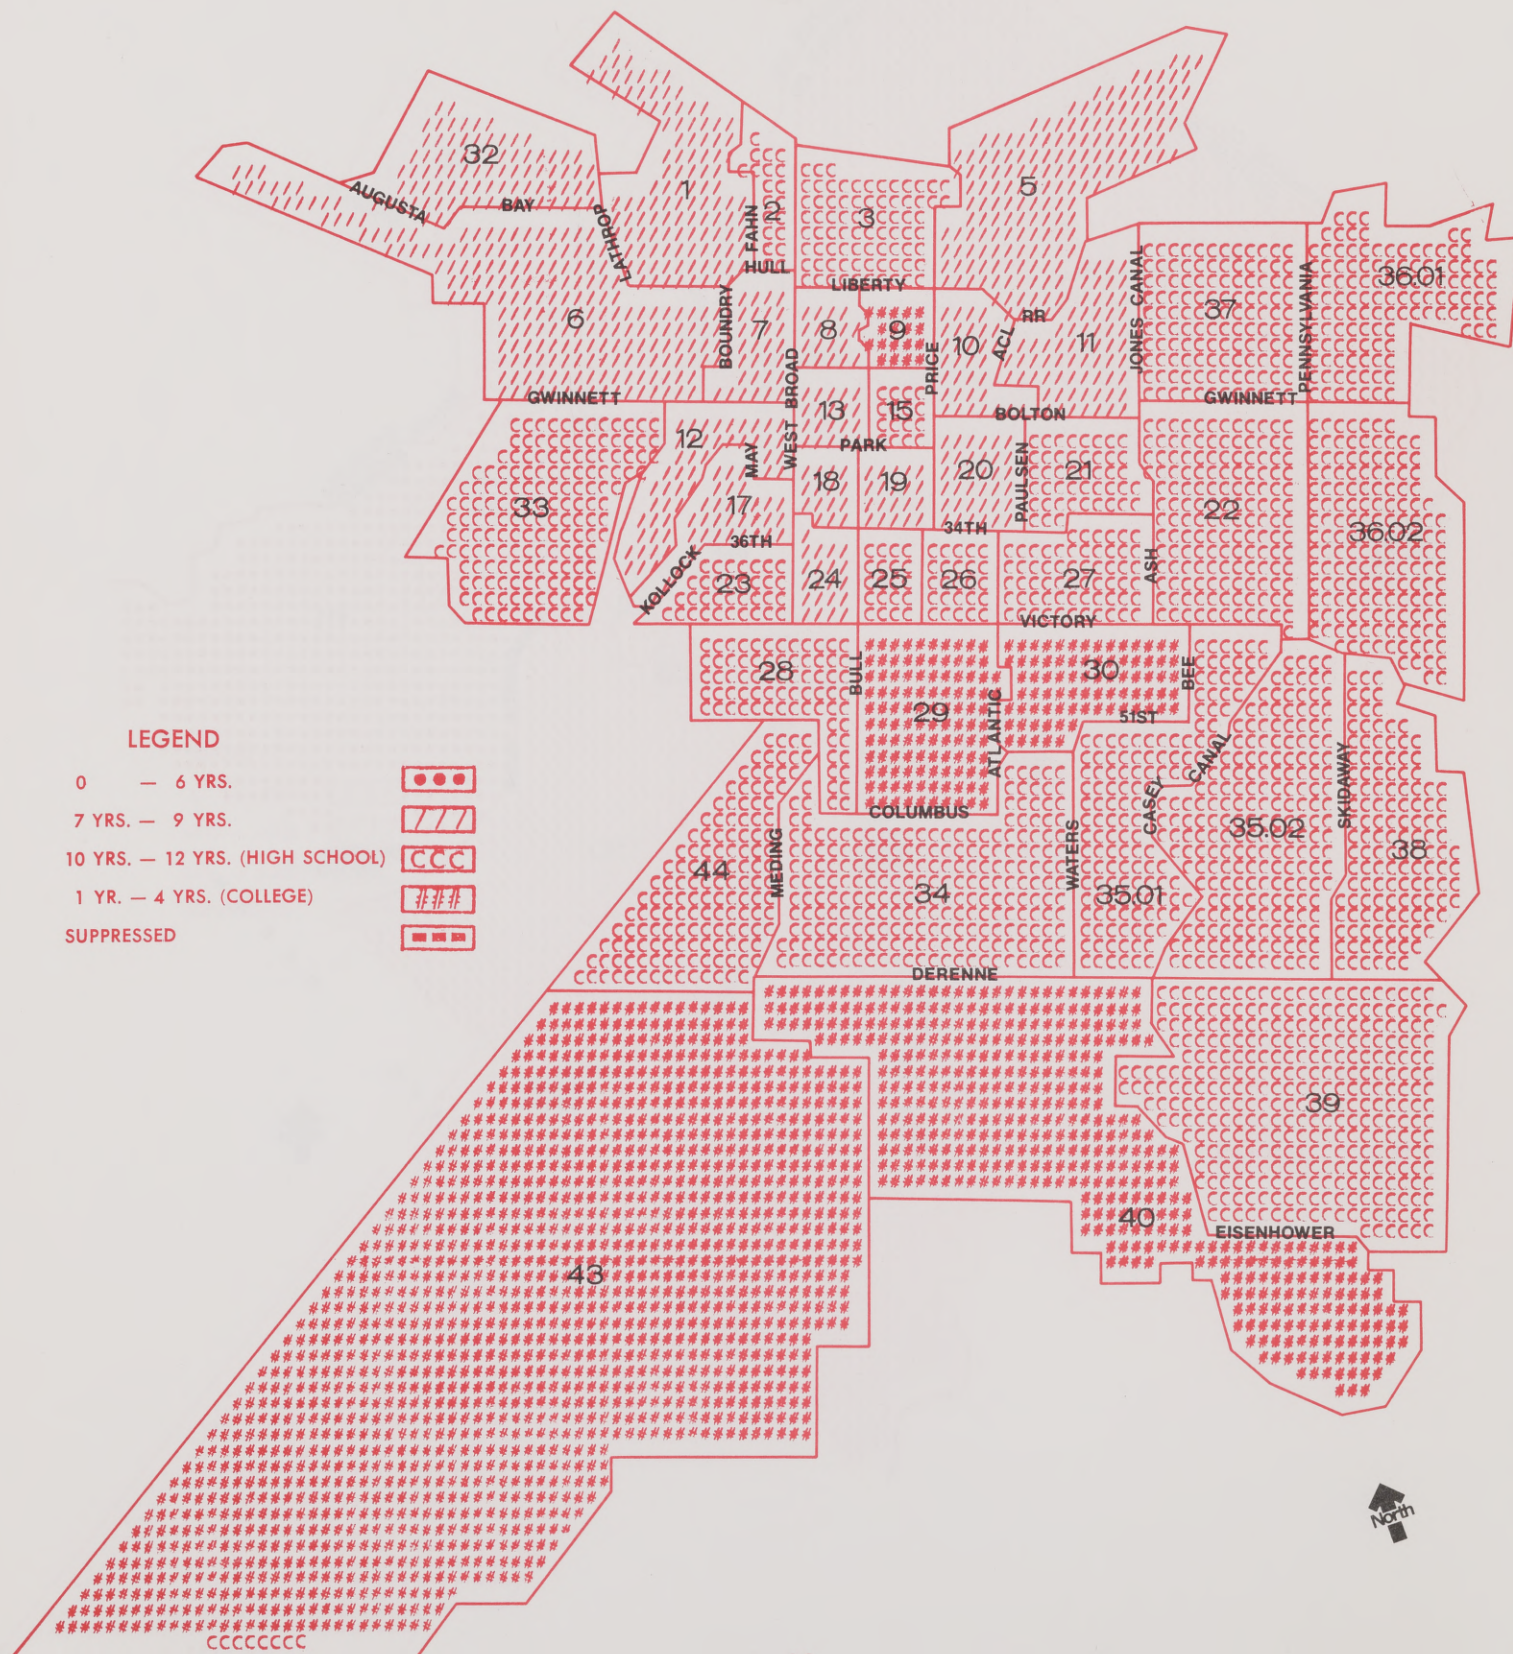 32
1
5
AUGUSTA
BAY
LATHROP
FAHN
2
3
HULL
LIBERTY
JONES CANAL
37
PENNSYLVANIA
36.01
6
BOUNDRY
7
8
9
PRICE
10
ACL
RR
11
WEST BROAD
GWINNETT
GWINNETT
13
15
BOLTON
12
MAY
PARK
33
17
18
19
20
PAULSEN
21
22
36.02
36TH
34TH
KOLLOCK
23
24
25
26
27
ASH
VICTORY
28
BULL
29
30
BEE
ATLANTIC
51ST
CASEY CANAL
SKIDAWAY
COLUMBUS
44
MEDING
34
WATERS
35.01
35.02
38
DERENNE
39
40
EISENHOWER
43
LEGEND
0 — 6 YRS.
7 YRS. — 9 YRS.
10 YRS. — 12 YRS. (HIGH SCHOOL) CCC
1 YR. — 4 YRS. (COLLEGE) ###
SUPPRESSED
North
CCCCCCCC